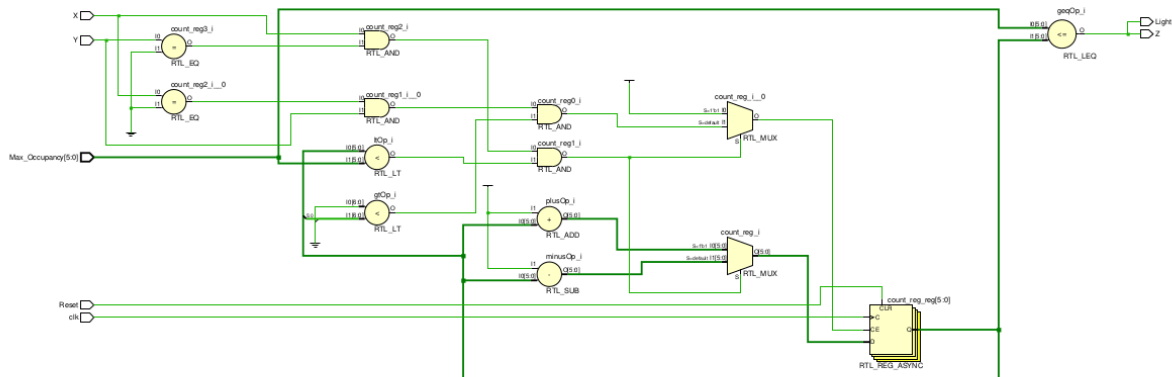 X
Y
count_reg3_i
I0
I1
=
O
RTL_EQ
count_reg2_i__0
I0
I1
=
O
RTL_EQ
count_reg2_i
I0
I1
O
RTL_AND
count_reg1_i__0
I0
I1
O
RTL_AND
Max_Occupancy[5:0]
ltOp_i
I0[5:0]
I1[5:0]
<
O
RTL_LT
gtOp_i
I0[6:0]
I1[6:0]
<
O
RTL_LT
5:0
count_reg0_i
I0
I1
O
RTL_AND
count_reg1_i
I0
I1
O
RTL_AND
plusOp_i
I1
I0[5:0]
+
O[5:0]
RTL_ADD
minusOp_i
I1
I0[5:0]
-
O[5:0]
RTL_SUB
count_reg_i__0
S=1'b1 I0
S=default I1
O
S
RTL_MUX
count_reg_i
S=1'b1 I0[5:0]
S=default I1[5:0]
O[5:0]
S
RTL_MUX
Reset
clk
count_reg_reg[5:0]
CLR
C
CE
D
Q
RTL_REG_ASYNC
geqOp_i
I0[5:0]
I1[5:0]
<=
O
RTL_LEQ
Light
Z